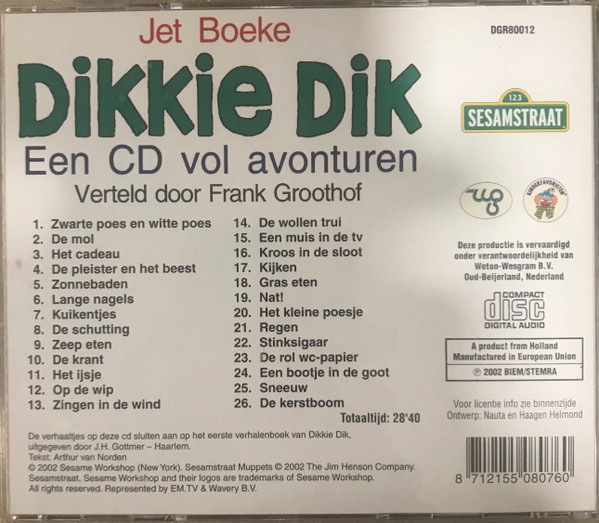 Jet Boeke
DGR80012
Dikkie Dik
Een CD vol avonturen
Verteld door Frank Groothof
1. Zwarte poes en witte poes
2. De mol
3. Het cadeau
4. De pleister en het beest
5. Zonnebaden
6. Lange nagels
7. Kuikentjes
8. De schutting
9. Zeep eten
10. De krant
11. Het ijsje
12. Op de wip
13. Zingen in de wind
14. De wollen trui
15. Een muis in de tv
16. Kroos in de sloot
17. Kijken
18. Gras eten
19. Nat!
20. Het kleine poesje
21. Regen
22. Stinksigaar
23. De rol wc-papier
24. Een bootje in de goot
25. Sneeuw
26. De kerstboom
Totaaltijd: 28'40
De verhaaltjes op deze cd sluiten aan op het eerste verhalenboek van Dikkie Dik,
uitgegeven door J.H. Gottmer – Haarlem.
Tekst: Arthur van Norden
© 2002 Sesame Workshop (New York). Sesamstraat Muppets © 2002 The Jim Henson Company.
Sesamstraat, Sesame Workshop and their logos are trademarks of Sesame Workshop.
All rights reserved. Represented by EM.TV & Wavery B.V.
123
SESAMSTRAAT
wg
KINDERFAVORIETEN
Deze productie is vervaardigd
onder verantwoordelijkheid van
Weton-Wesgram B.V.
Oud-Beijerland, Nederland
COMPACT
disc
DIGITAL AUDIO
A product from Holland
Manufactured in European Union
℗ 2002 BIEM/STEMRA
Voor licentie info zie binnenzijde
Ontwerp: Nauta en Haagen Helmond
8 712155 080760